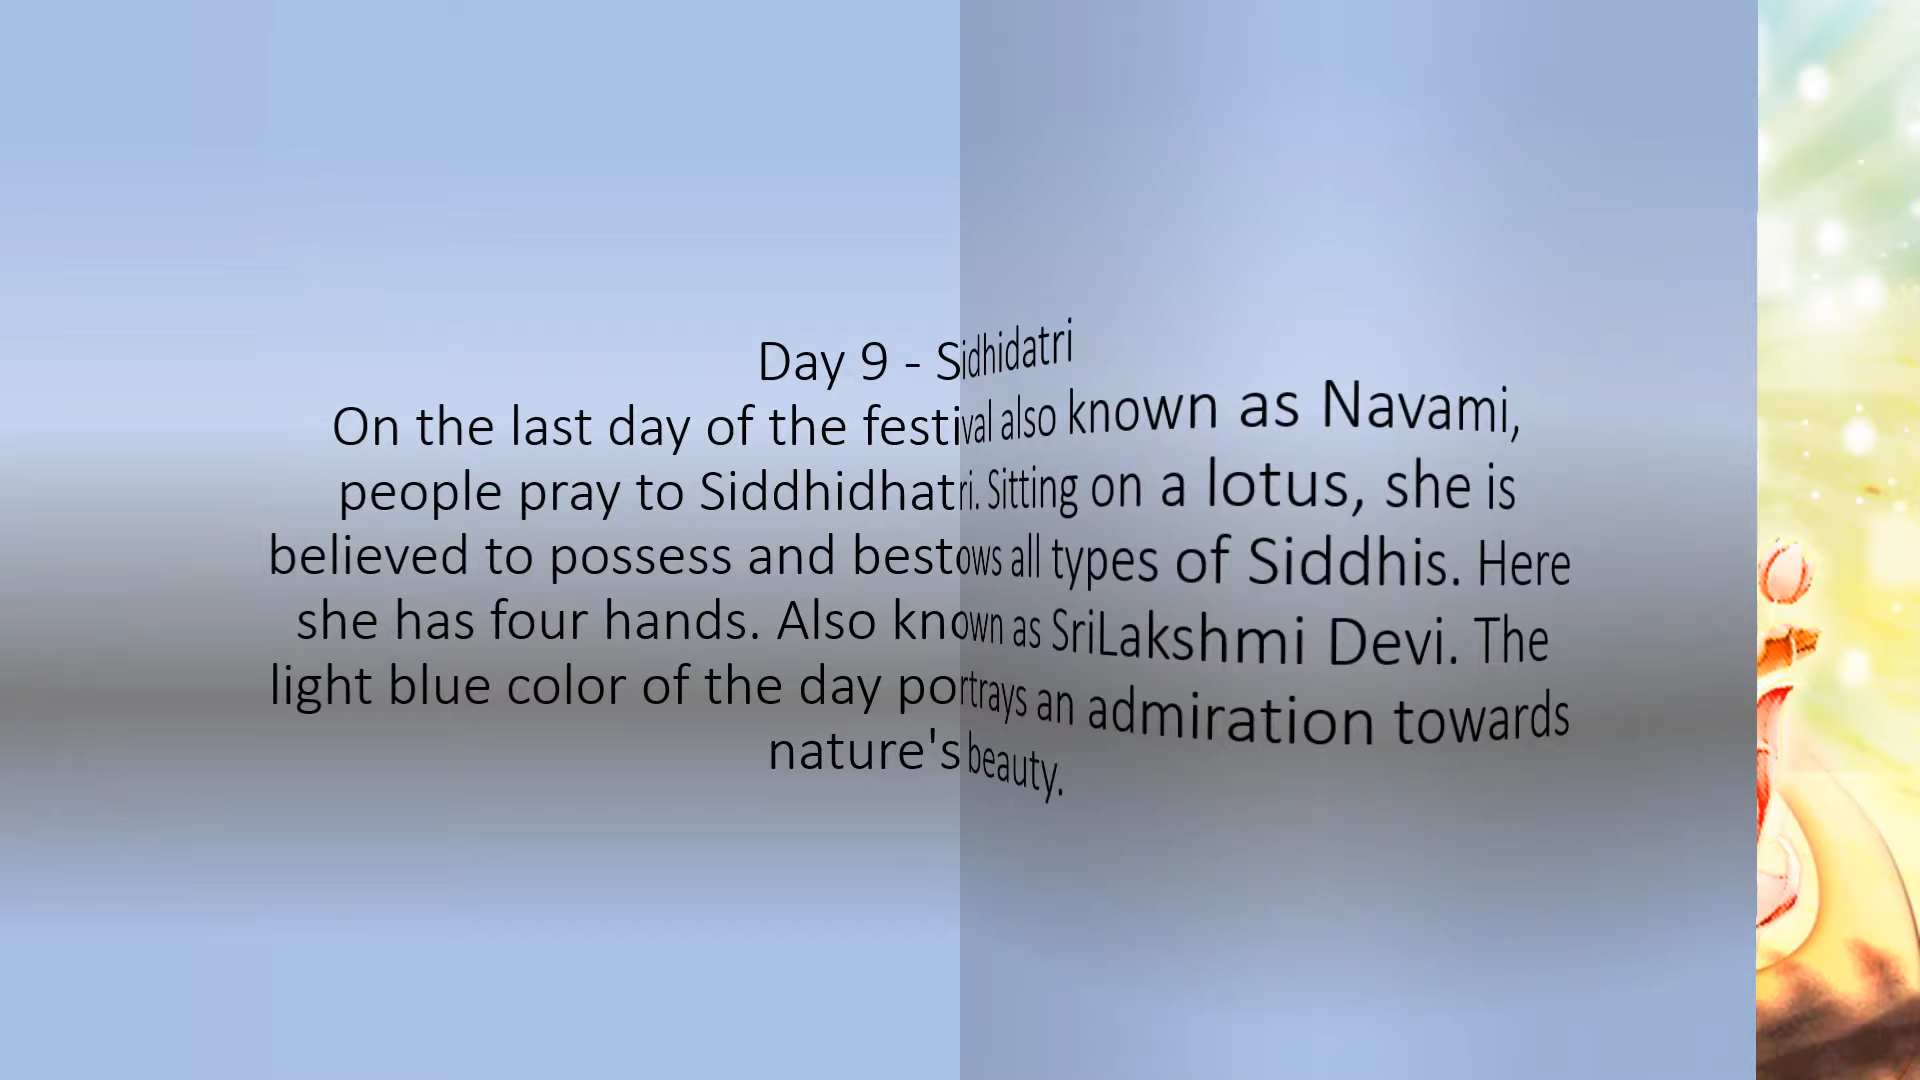 Day 9 - Sidhidatri
On the last day of the festival also known as Navami,
people pray to Siddhidhatri. Sitting on a lotus, she is
believed to possess and bestows all types of Siddhis. Here
she has four hands. Also known as SriLakshmi Devi. The
light blue color of the day portrays an admiration towards
nature's beauty.